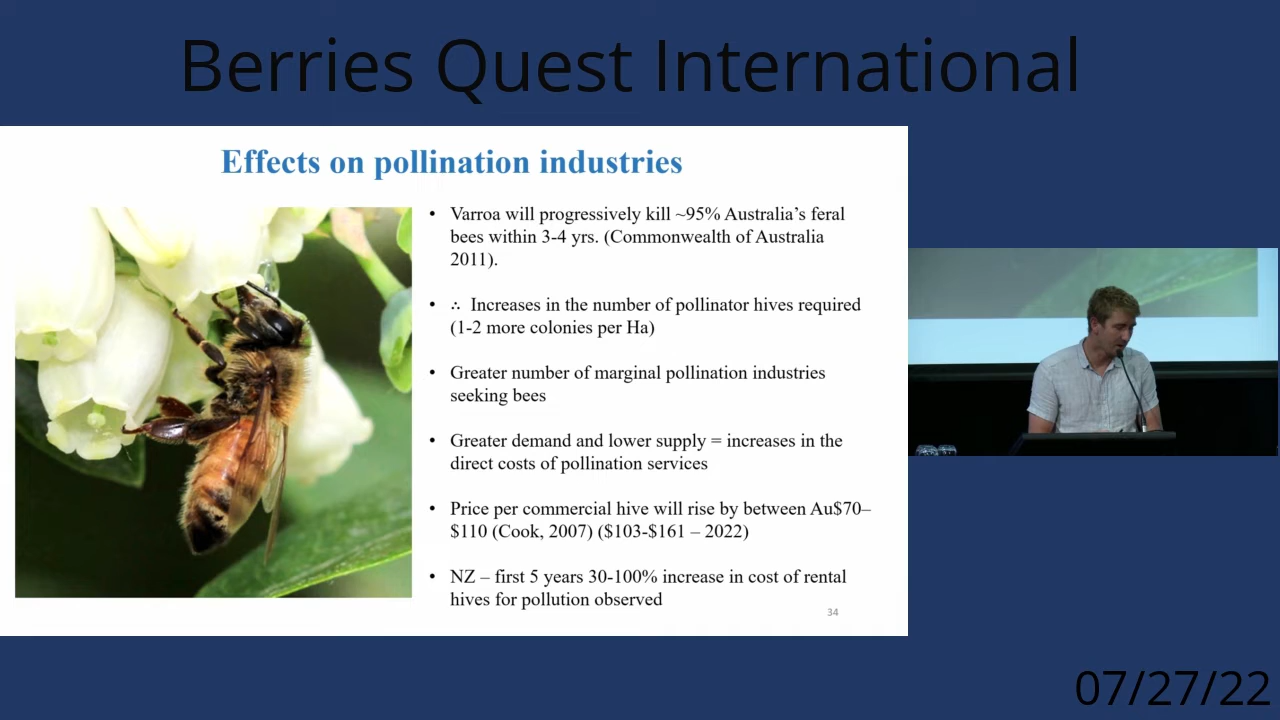 Berries Quest International
Effects on pollination industries
• Varroa will progressively kill ~95% Australia’s feral
bees within 3-4 yrs. (Commonwealth of Australia
2011).
• ∴ Increases in the number of pollinator hives required
(1-2 more colonies per Ha)
• Greater number of marginal pollination industries
seeking bees
• Greater demand and lower supply = increases in the
direct costs of pollination services
• Price per commercial hive will rise by between Au$70–
$110 (Cook, 2007) ($103-$161 – 2022)
• NZ – first 5 years 30-100% increase in cost of rental
hives for pollution observed
34
07/27/22